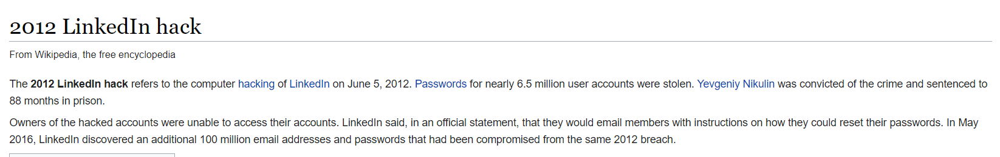 2012 LinkedIn hack
From Wikipedia, the free encyclopedia
The 2012 LinkedIn hack refers to the computer hacking of LinkedIn on June 5, 2012. Passwords for nearly 6.5 million user accounts were stolen. Yevgeniy Nikulin was convicted of the crime and sentenced to
88 months in prison.
Owners of the hacked accounts were unable to access their accounts. LinkedIn said, in an official statement, that they would email members with instructions on how they could reset their passwords. In May
2016, LinkedIn discovered an additional 100 million email addresses and passwords that had been compromised from the same 2012 breach.